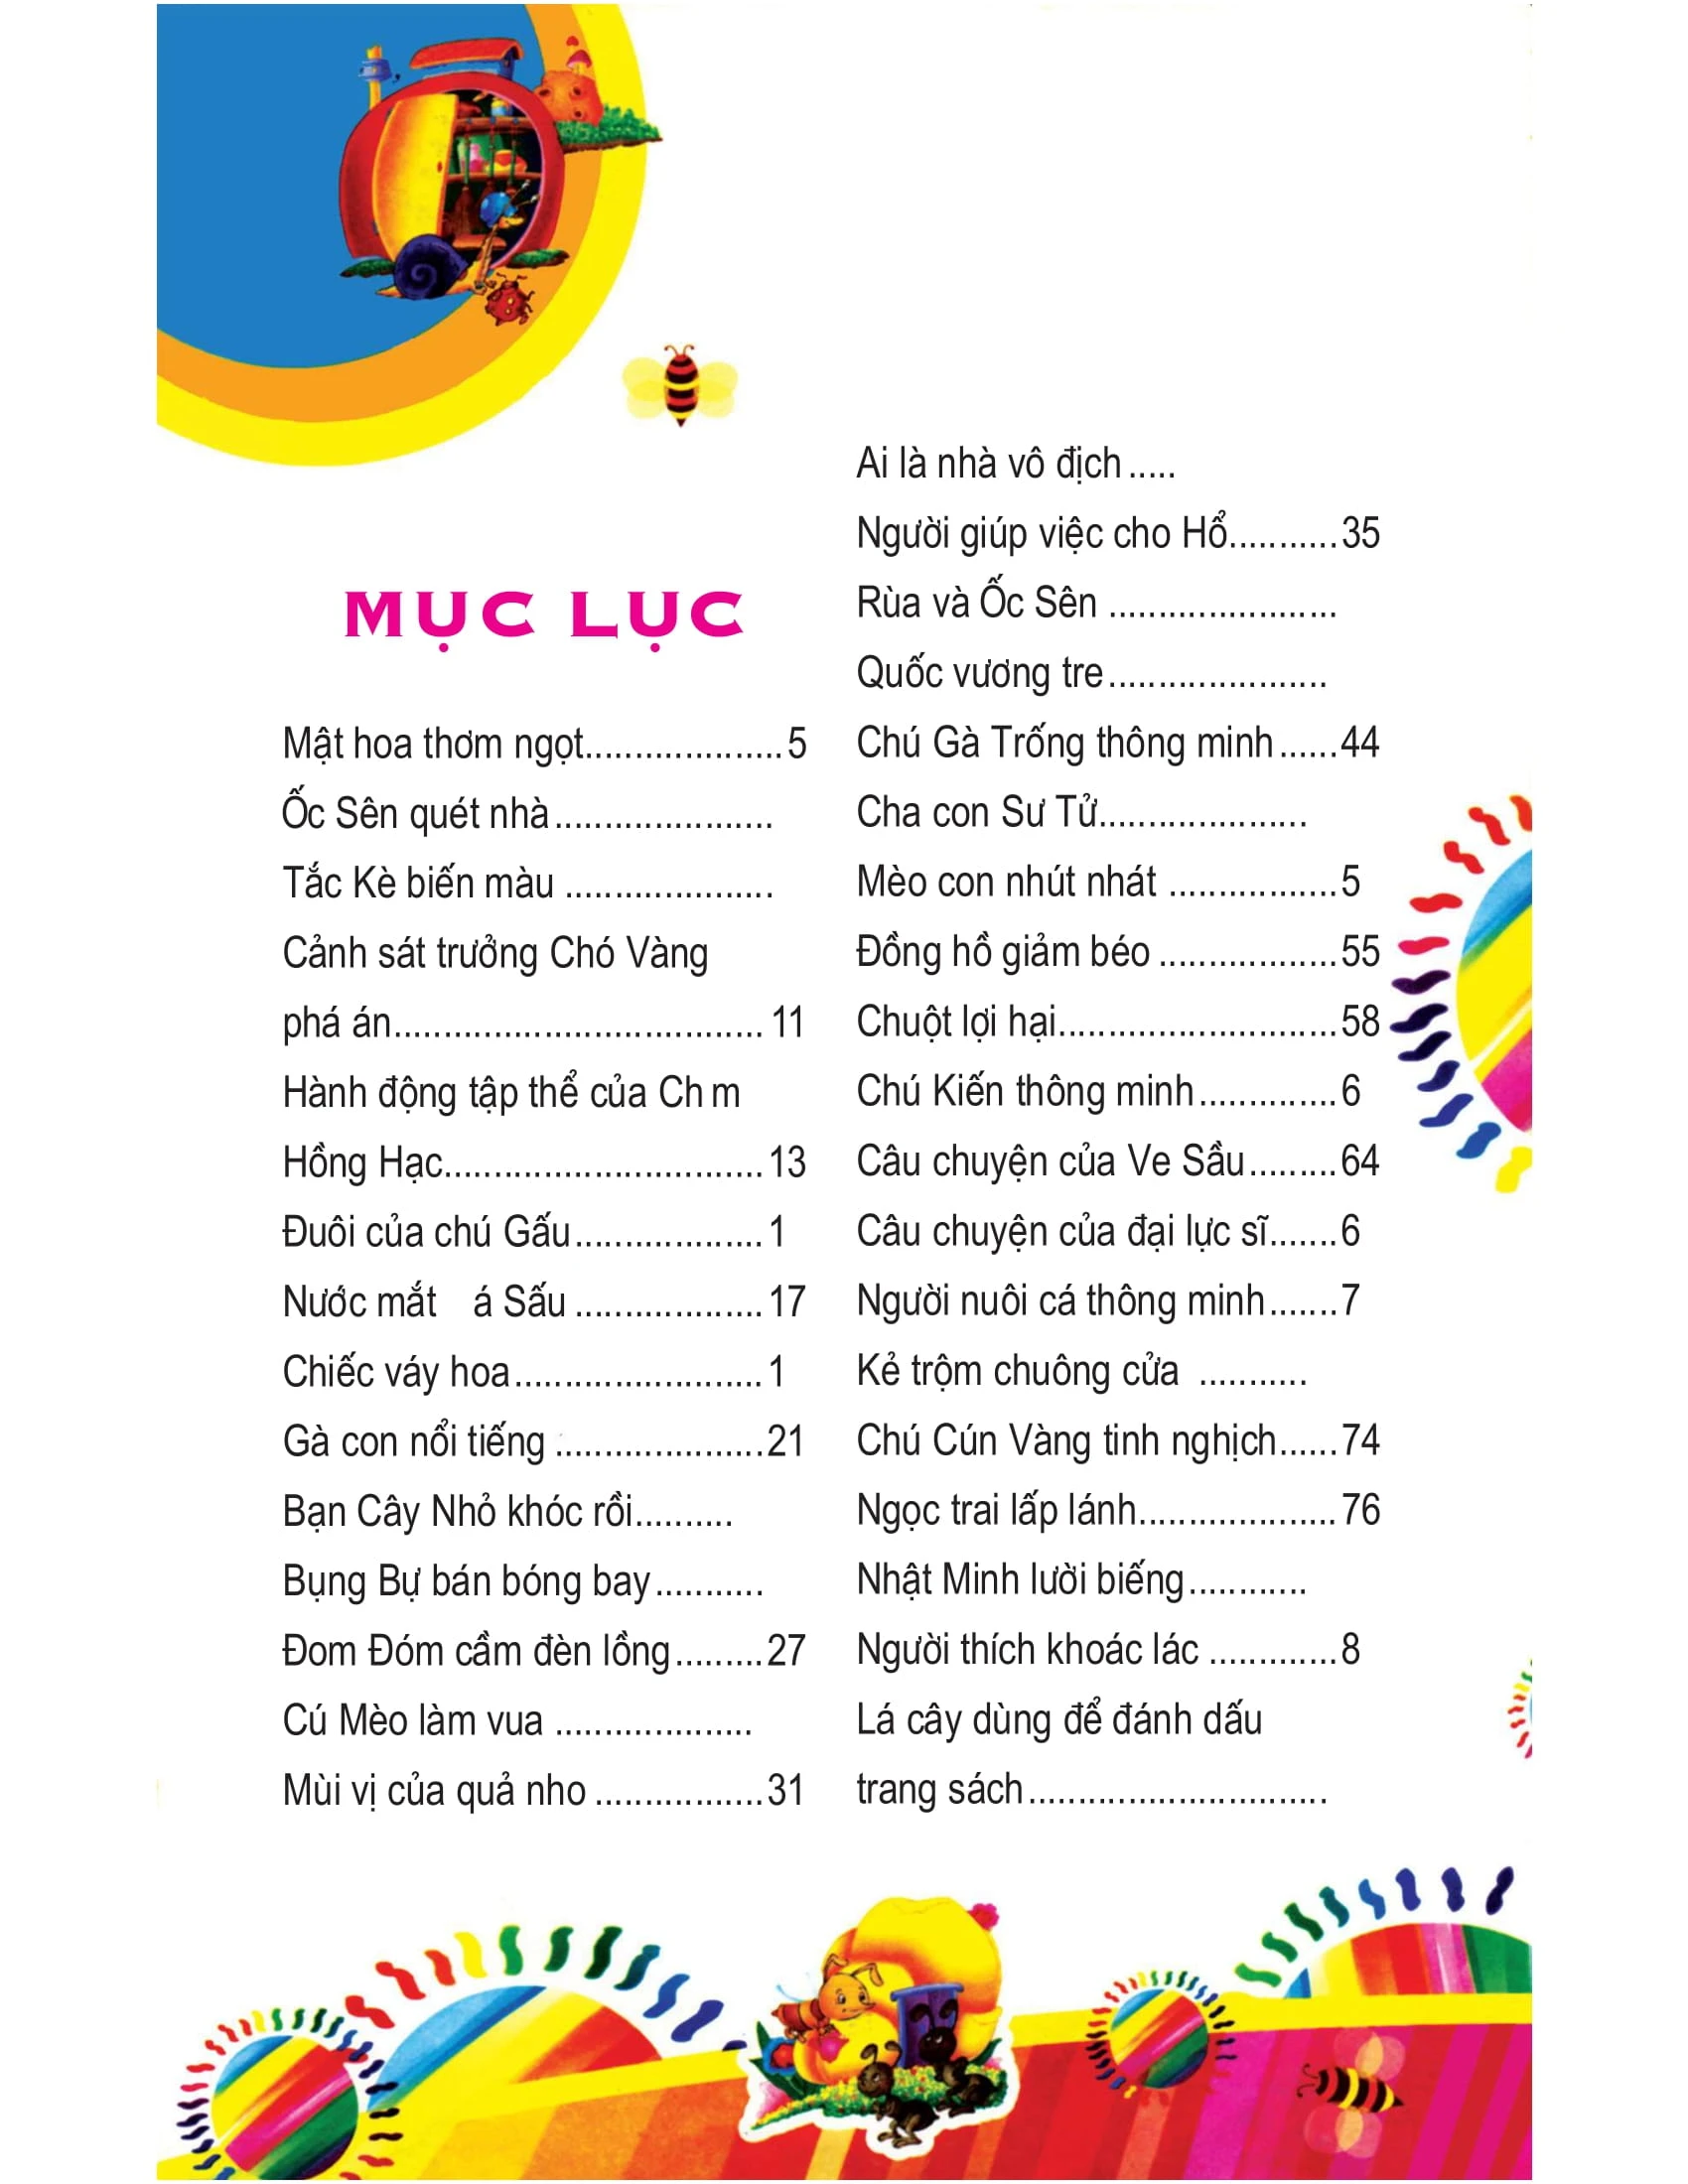 MỤC LỤC
Mật hoa thơm ngọt....................5
Ốc Sên quét nhà......................
Tắc Kè biến màu .....................
Cảnh sát trưởng Chó Vàng
phá án..................................... 11
Hành động tập thể của Ch m
Hồng Hạc................................13
Đuôi của chú Gấu...................1
Nước mắt á Sấu ...................17
Chiếc váy hoa.........................1
Gà con nổi tiếng .....................21
Bạn Cây Nhỏ khóc rồi..........
Bụng Bự bán bóng bay...........
Đom Đóm cầm đèn lồng.........27
Cú Mèo làm vua ....................
Mùi vị của quả nho .................31
Ai là nhà vô địch.....
Người giúp việc cho Hổ...........35
Rùa và Ốc Sên .......................
Quốc vương tre......................
Chú Gà Trống thông minh......44
Cha con Sư Tử.....................
Mèo con nhút nhát .................5
Đồng hồ giảm béo ..................55
Chuột lợi hại............................58
Chú Kiến thông minh..............6
Câu chuyện của Ve Sầu.........64
Câu chuyện của đại lực sĩ.......6
Người nuôi cá thông minh.......7
Kẻ trộm chuông cửa ...........
Chú Cún Vàng tinh nghịch......74
Ngọc trai lấp lánh....................76
Nhật Minh lười biếng............
Người thích khoác lác .............8
Lá cây dùng để đánh dấu
trang sách..............................